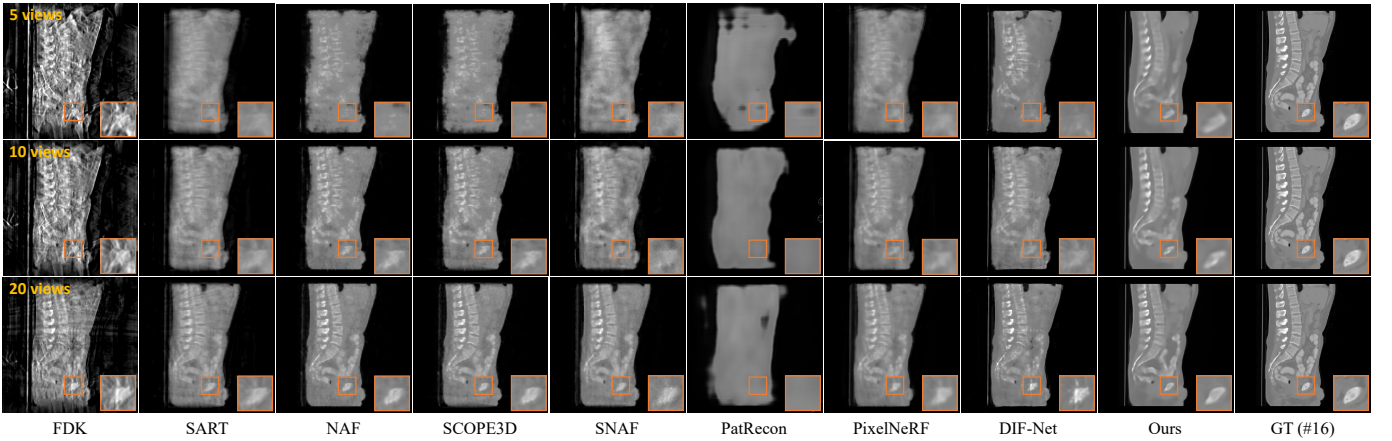 5 views
10 views
20 views
FDK SART NAF SCOPE3D SNAF PatRecon PixelNeRF DIF-Net Ours GT (#16)